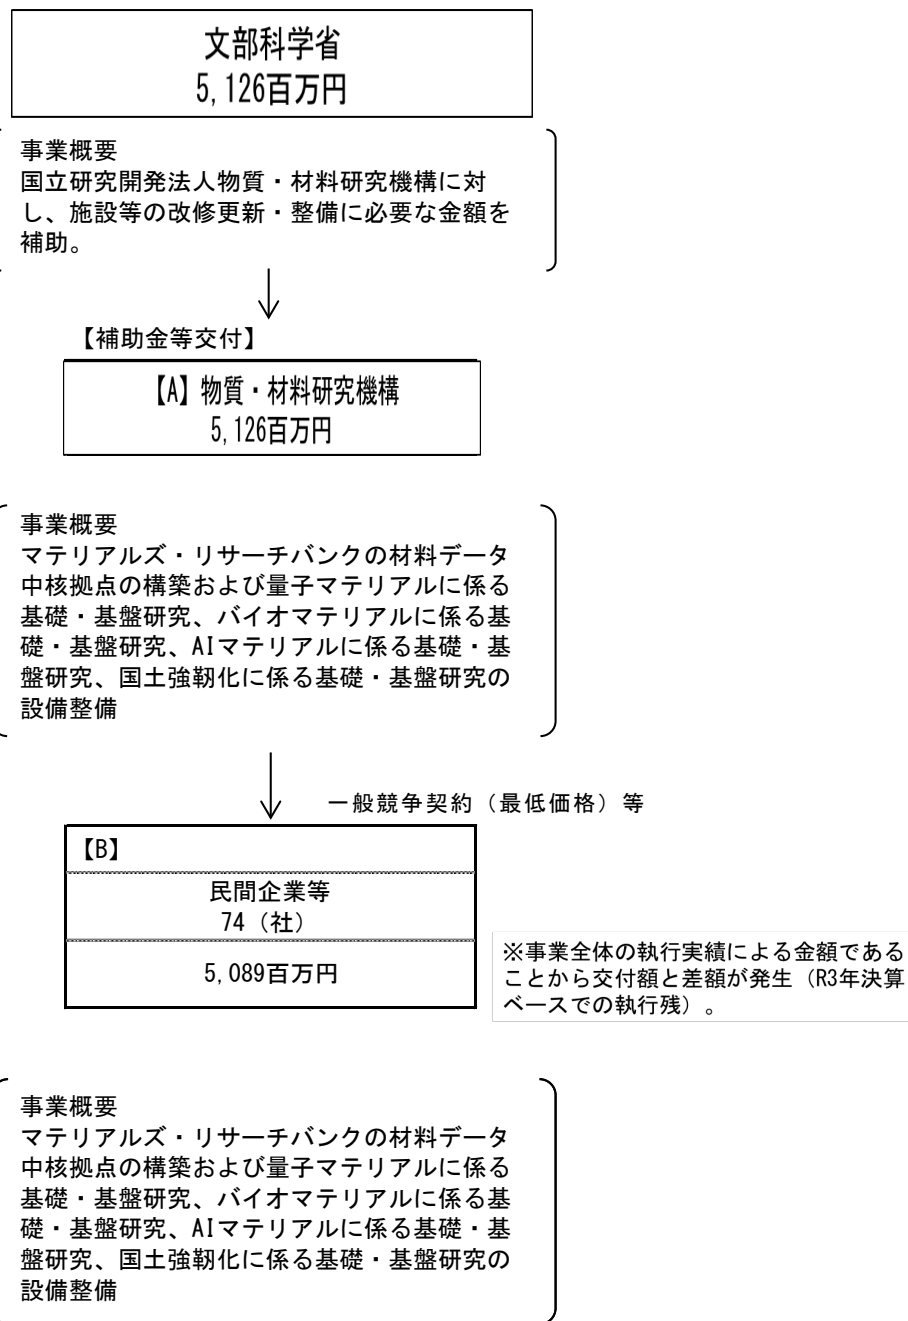 文部科学省
5,126百万円
事業概要
国立研究開発法人物質・材料研究機構に対
し、施設等の改修更新・整備に必要な金額を
補助。
【補助金等交付】
【A】物質・材料研究機構
5,126百万円
事業概要
マテリアルズ・リサーチバンクの材料データ
中核拠点の構築および量子マテリアルに係る
基礎・基盤研究、バイオマテリアルに係る基
礎・基盤研究、AIマテリアルに係る基礎・基
盤研究、国土強靭化に係る基礎・基盤研究の
設備整備
一般競争契約（最低価格）等
【B】
民間企業等
74（社）
5,089百万円
※事業全体の執行実績による金額である
ことから交付額と差額が発生（R3年決算
ベースでの執行残）。
事業概要
マテリアルズ・リサーチバンクの材料データ
中核拠点の構築および量子マテリアルに係る
基礎・基盤研究、バイオマテリアルに係る基
礎・基盤研究、AIマテリアルに係る基礎・基
盤研究、国土強靭化に係る基礎・基盤研究の
設備整備